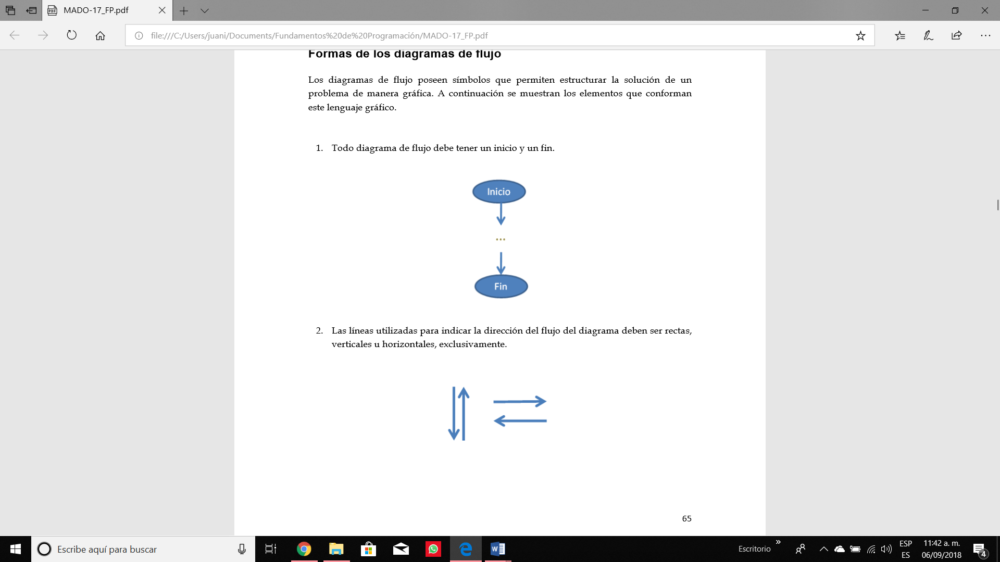 MADO-17_FP.pdf
file:///C:/Users/juani/Documents/Fundamentos%20de%20Programación/MADO-17_FP.pdf
Formas de los diagramas de flujo
Los diagramas de flujo poseen símbolos que permiten estructurar la solución de un
problema de manera gráfica. A continuación se muestran los elementos que conforman
este lenguaje gráfico.
1. Todo diagrama de flujo debe tener un inicio y un fin.
Inicio
...
Fin
2. Las líneas utilizadas para indicar la dirección del flujo del diagrama deben ser rectas,
verticales u horizontales, exclusivamente.
65
Escribe aquí para buscar
Escritorio
ESP
ES
11:42 a. m.
06/09/2018
4